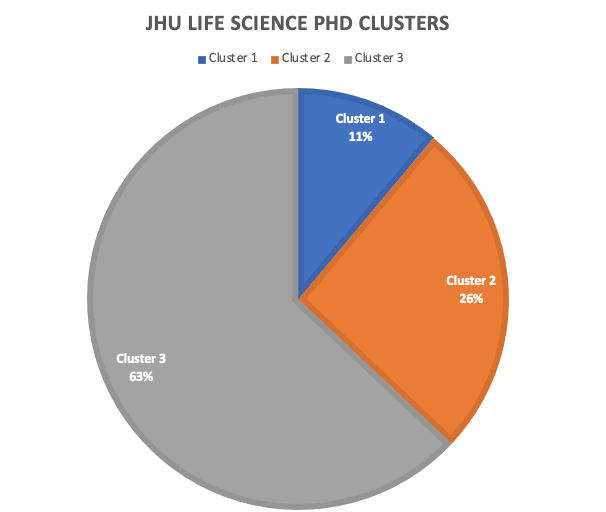 JHU LIFE SCIENCE PHD CLUSTERS
Cluster 1 Cluster 2 Cluster 3
Cluster 1
11%
Cluster 2
26%
Cluster 3
63%